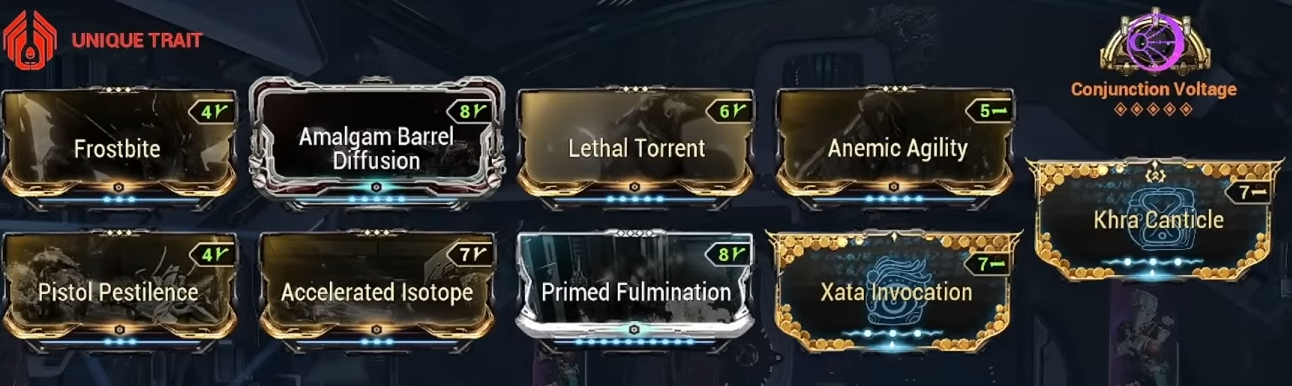 UNIQUE TRAIT
Conjunction Voltage
4
Frostbite
8
Amalgam Barrel
Diffusion
6
Lethal Torrent
5
Anemic Agility
7
Khra Canticle
4
Pistol Pestilence
7
Accelerated Isotope
8
Primed Fulmination
7
Xata Invocation